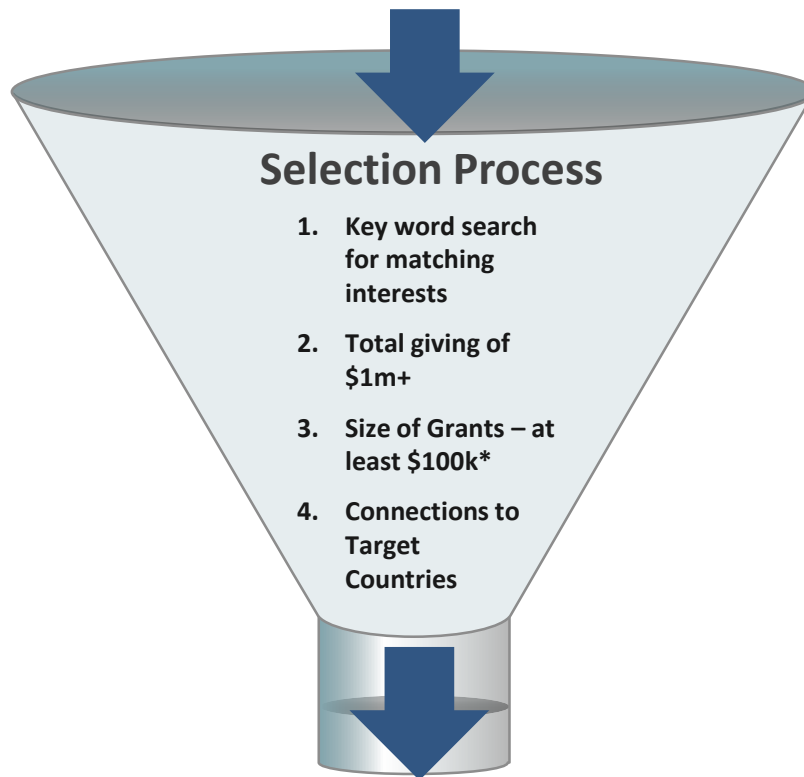 Selection Process
1. Key word search
for matching
interests
2. Total giving of
$1m+
3. Size of Grants – at
least $100k*
4. Connections to
Target
Countries